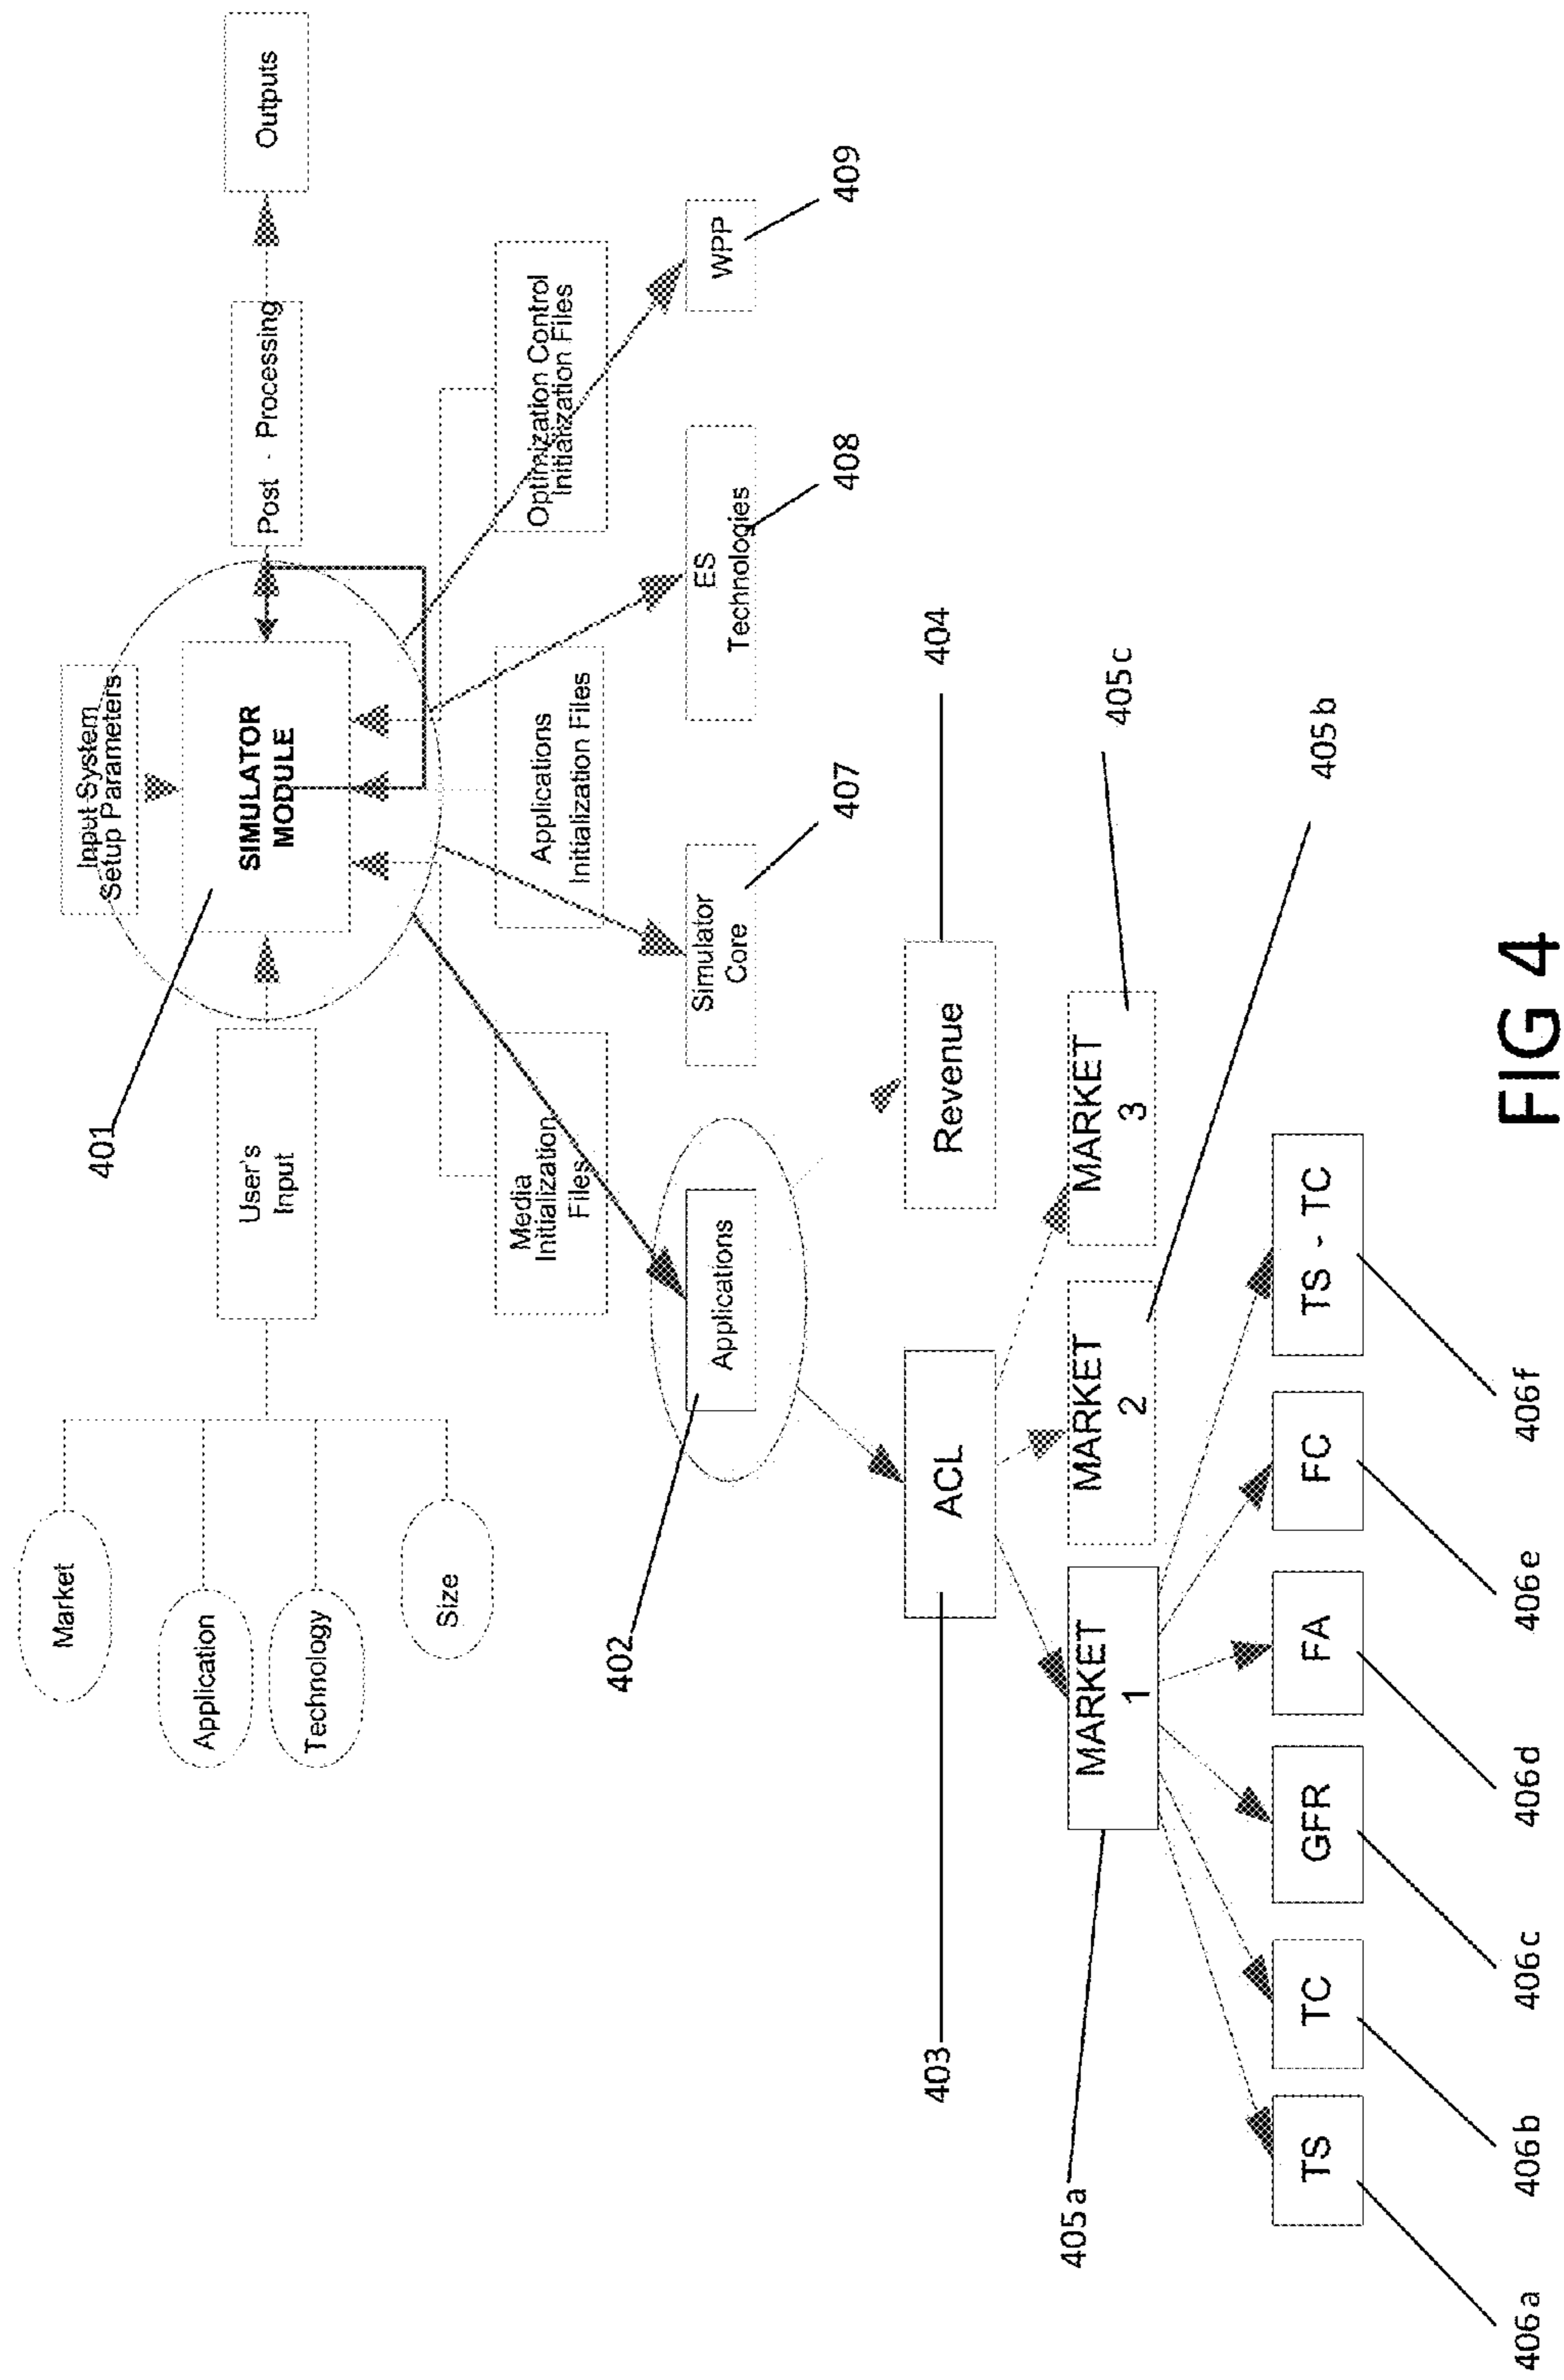 Market
Application
Technology
Size
User's
Input
401
Input System
Setup Parameters
SIMULATOR
MODULE
Post - Processing
Outputs
Media
Initialization
Files
Applications
Initialization Files
Optimization Control
Initialization Files
402
Applications
Simulator
Core
407
ES
Technologies
408
WPP
409
403
ACL
Revenue
404
405a
MARKET
1
MARKET
2
405b
MARKET
3
405c
TS
TC
GFR
FA
FC
TS - TC
406a
406b
406c
406d
406e
406f
FIG 4